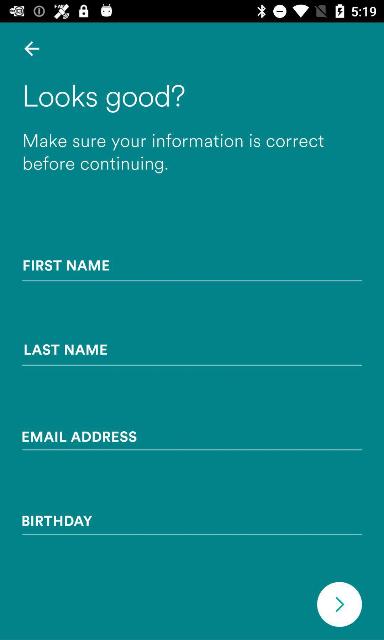 5:19
Looks good?
Make sure your information is correct
before continuing.
FIRST NAME
LAST NAME
EMAIL ADDRESS
BIRTHDAY